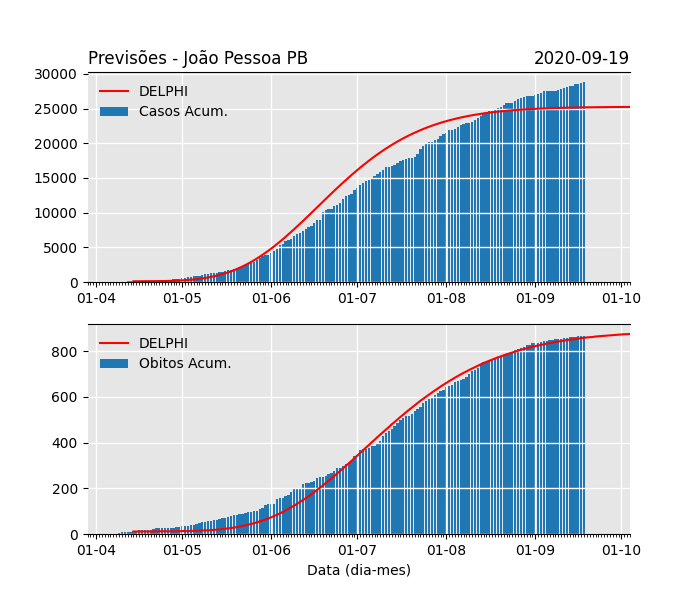 Previsões - João Pessoa PB 2020-09-19
30000
25000
20000
15000
10000
5000
0
DELPHI
Casos Acum.
01-04 01-05 01-06 01-07 01-08 01-09 01-10
800
600
400
200
0
DELPHI
Obitos Acum.
01-04 01-05 01-06 01-07 01-08 01-09 01-10
Data (dia-mes)